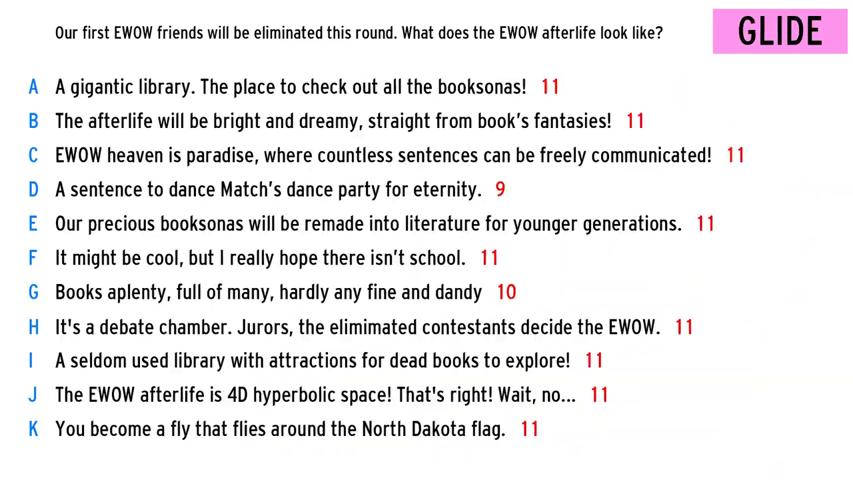 Our first EWOW friends will be eliminated this round. What does the EWOW afterlife look like?
GLIDE
A A gigantic library. The place to check out all the booksonas! 11
B The afterlife will be bright and dreamy, straight from book's fantasies! 11
C EWOW heaven is paradise, where countless sentences can be freely communicated! 11
D A sentence to dance Match's dance party for eternity. 9
E Our precious booksonas will be remade into literature for younger generations. 11
F It might be cool, but I really hope there isn't school. 11
G Books aplenty, full of many, hardly any fine and dandy 10
H It's a debate chamber. Jurors, the elimimated contestants decide the EWOW. 11
I A seldom used library with attractions for dead books to explore! 11
J The EWOW afterlife is 4D hyperbolic space! That's right! Wait, no... 11
K You become a fly that flies around the North Dakota flag. 11